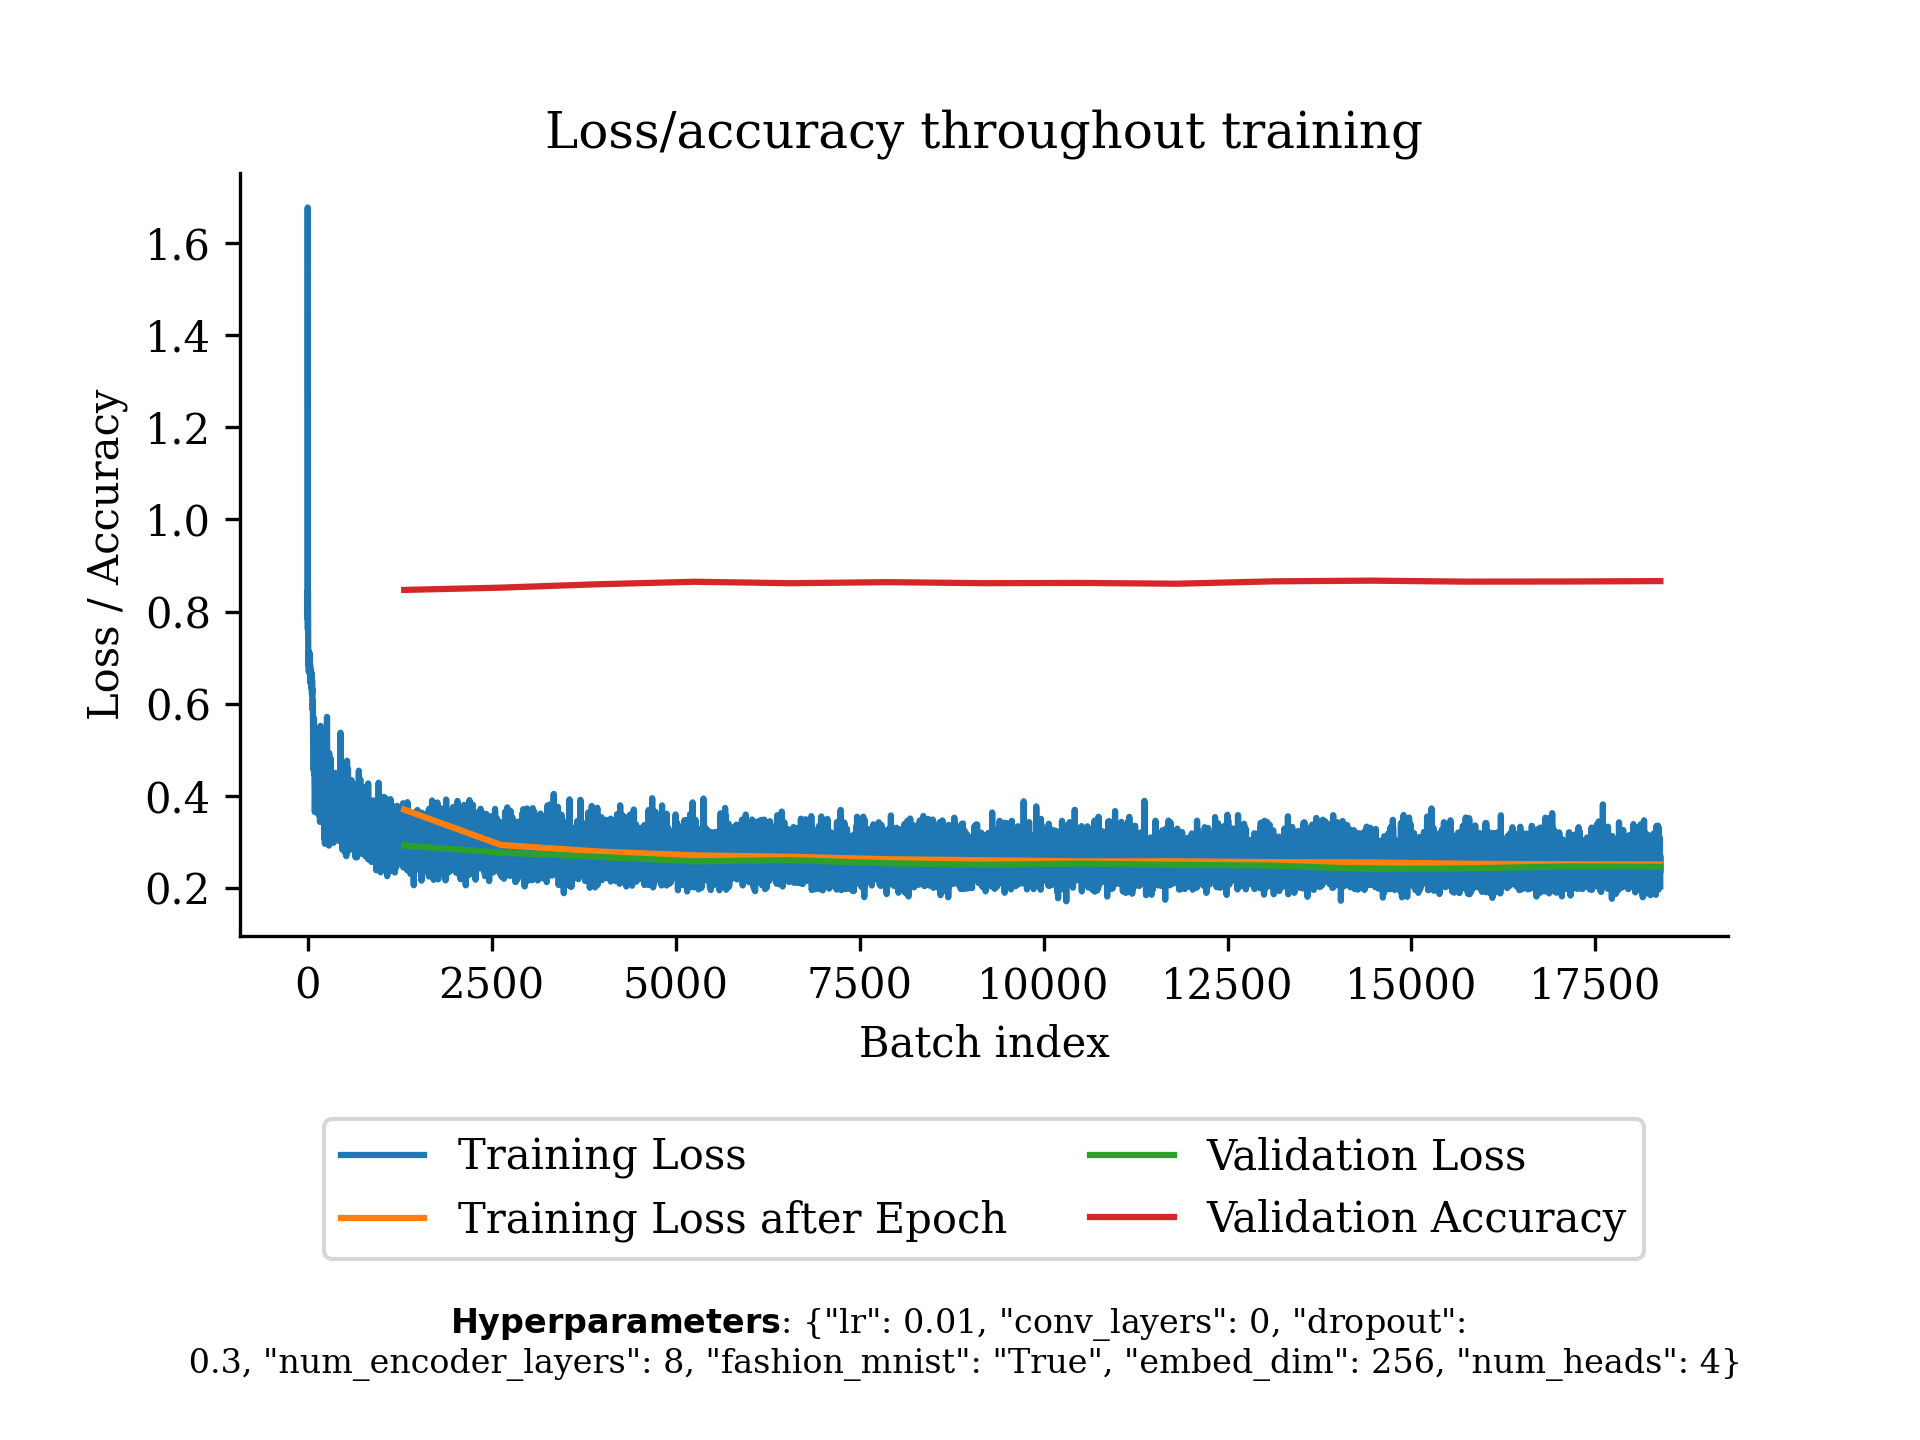 Loss/accuracy throughout training
Loss / Accuracy
1.6
1.4
1.2
1.0
0.8
0.6
0.4
0.2
0 2500 5000 7500 10000 12500 15000 17500
Batch index
Training Loss
Training Loss after Epoch
Validation Loss
Validation Accuracy
Hyperparameters: {"lr": 0.01, "conv_layers": 0, "dropout":
0.3, "num_encoder_layers": 8, "fashion_mnist": "True", "embed_dim": 256, "num_heads": 4}